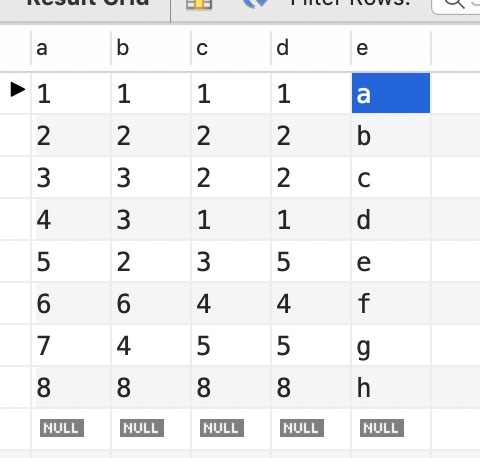 Result Grid Filter Rows:
a b c d e
1 1 1 1 a
2 2 2 2 b
3 3 2 2 c
4 3 1 1 d
5 2 3 5 e
6 6 4 4 f
7 4 5 5 g
8 8 8 8 h
NULL NULL NULL NULL NULL